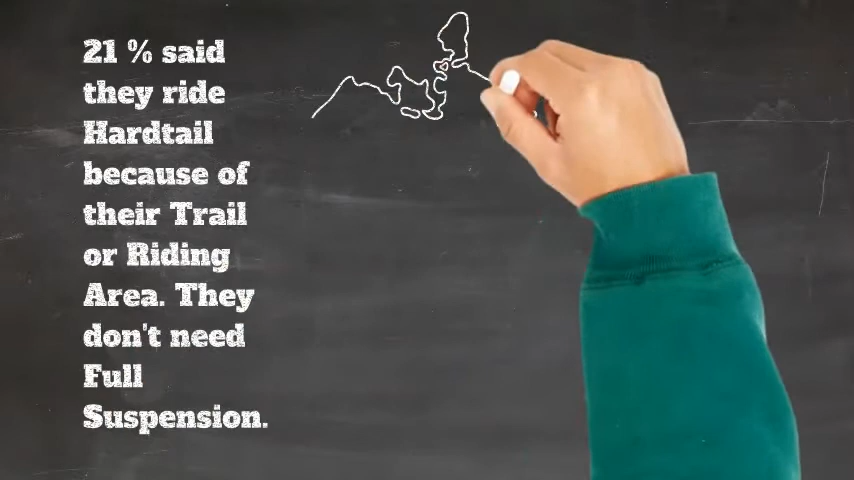 21 % said
they ride
Hardtail
because of
their Trail
or Riding
Area. They
don't need
Full
Suspension.